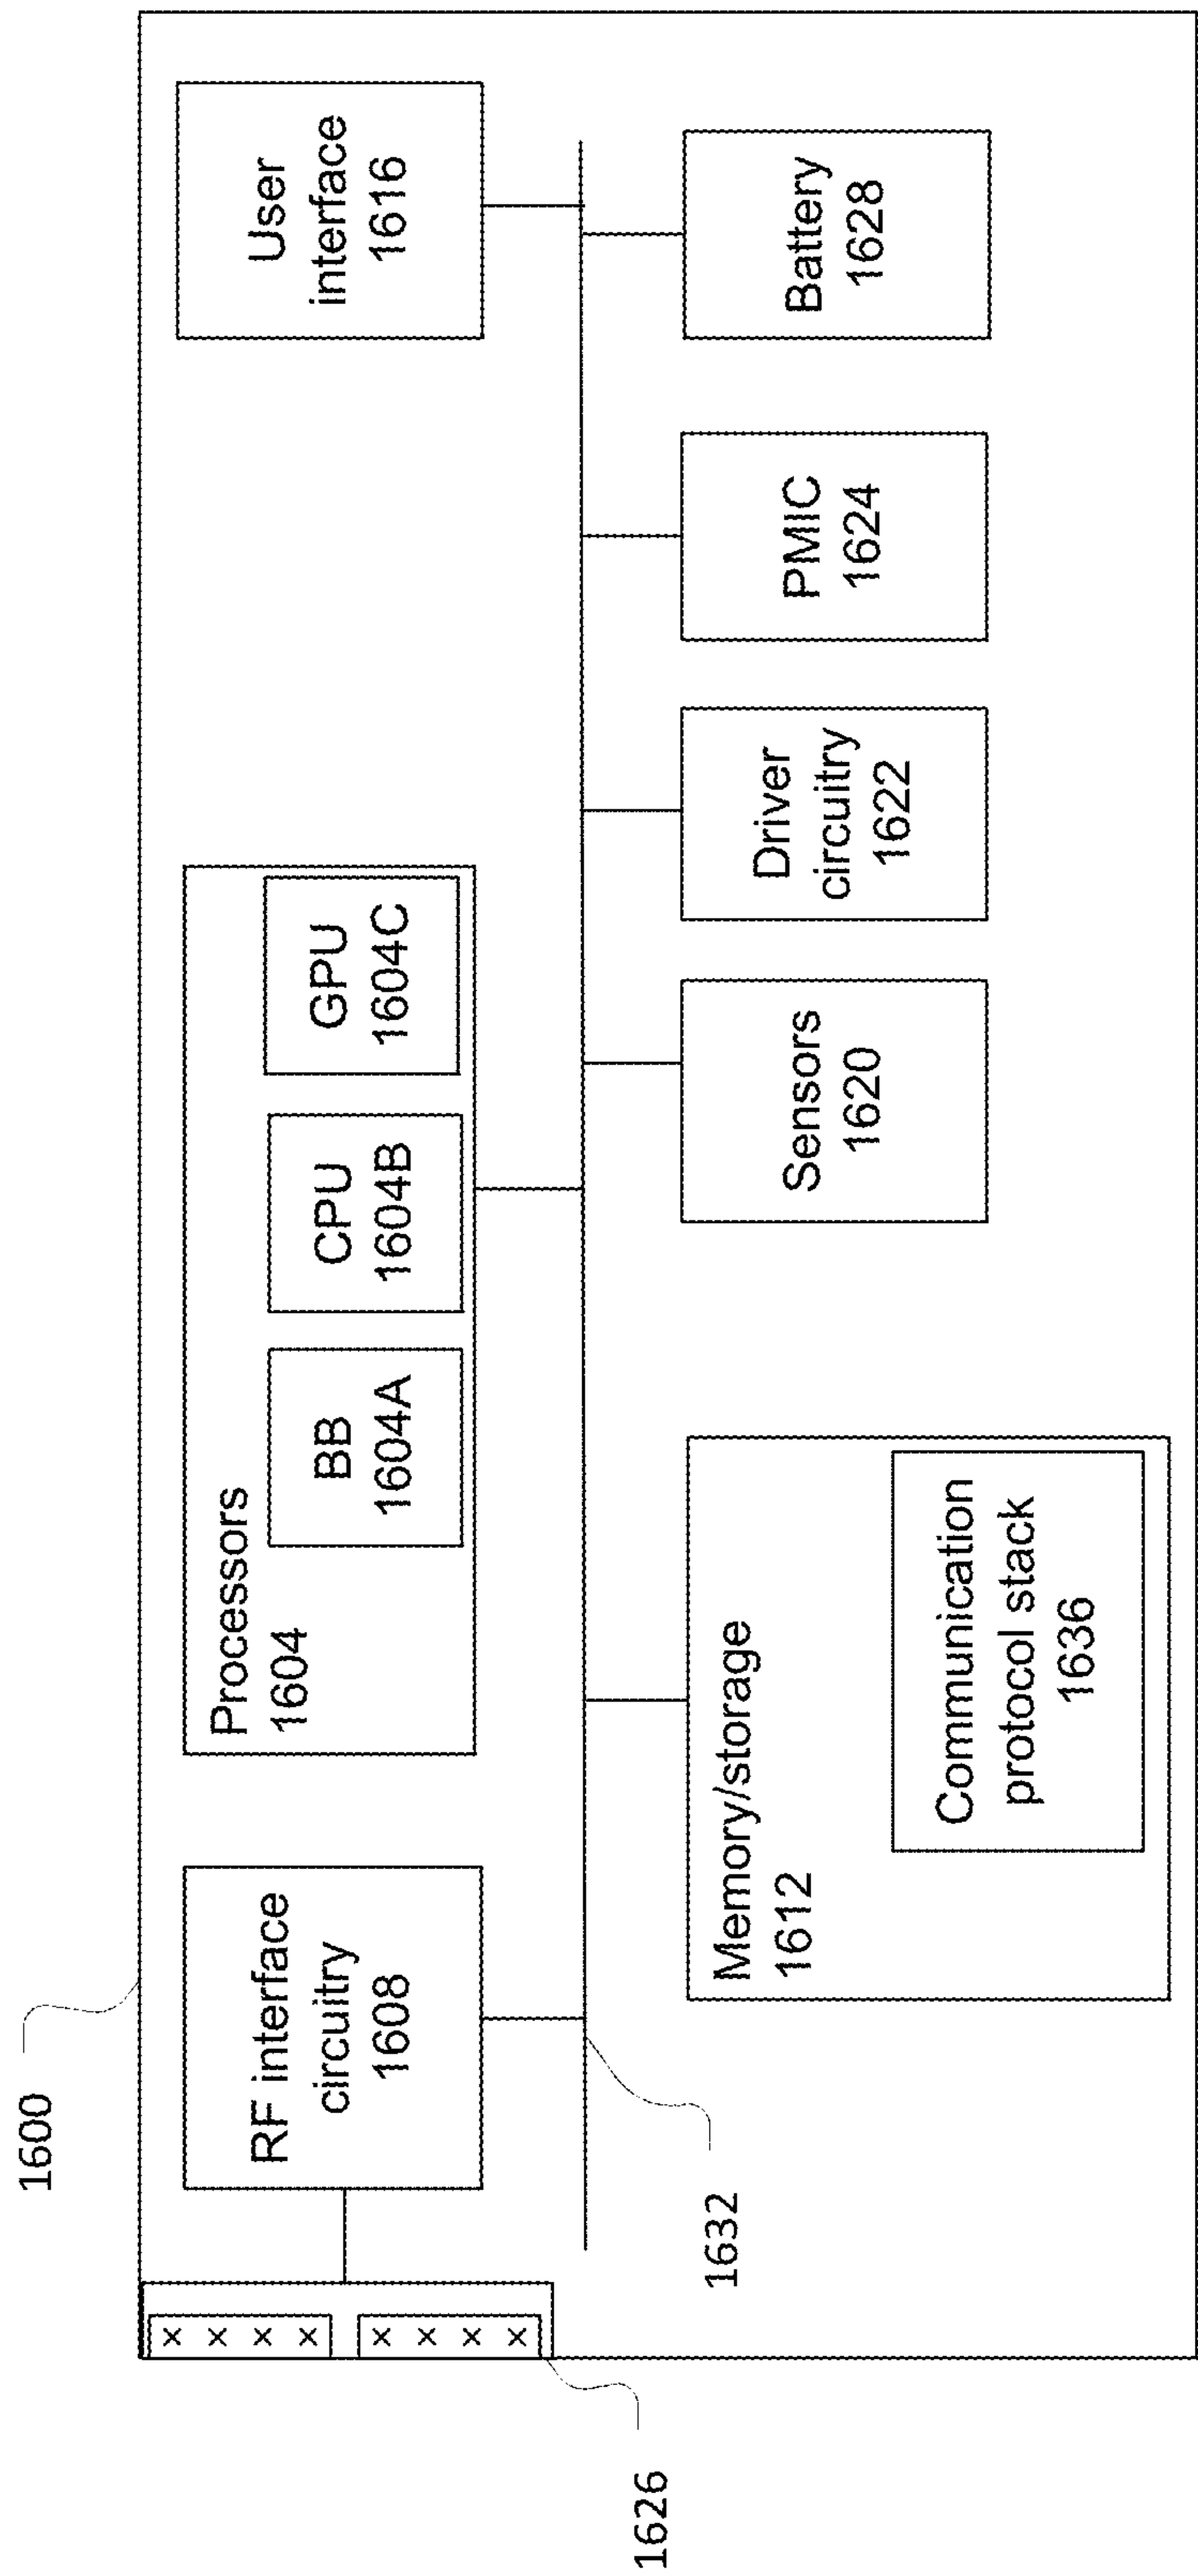 1600
RF interface
circuitry
1608
Processors
1604
BB
1604A
CPU
1604B
GPU
1604C
User
interface
1616
× × × ×
× × × ×
1626
1632
Memory/storage
1612
Communication
protocol stack
1636
Sensors
1620
Driver
circuitry
1622
PMIC
1624
Battery
1628